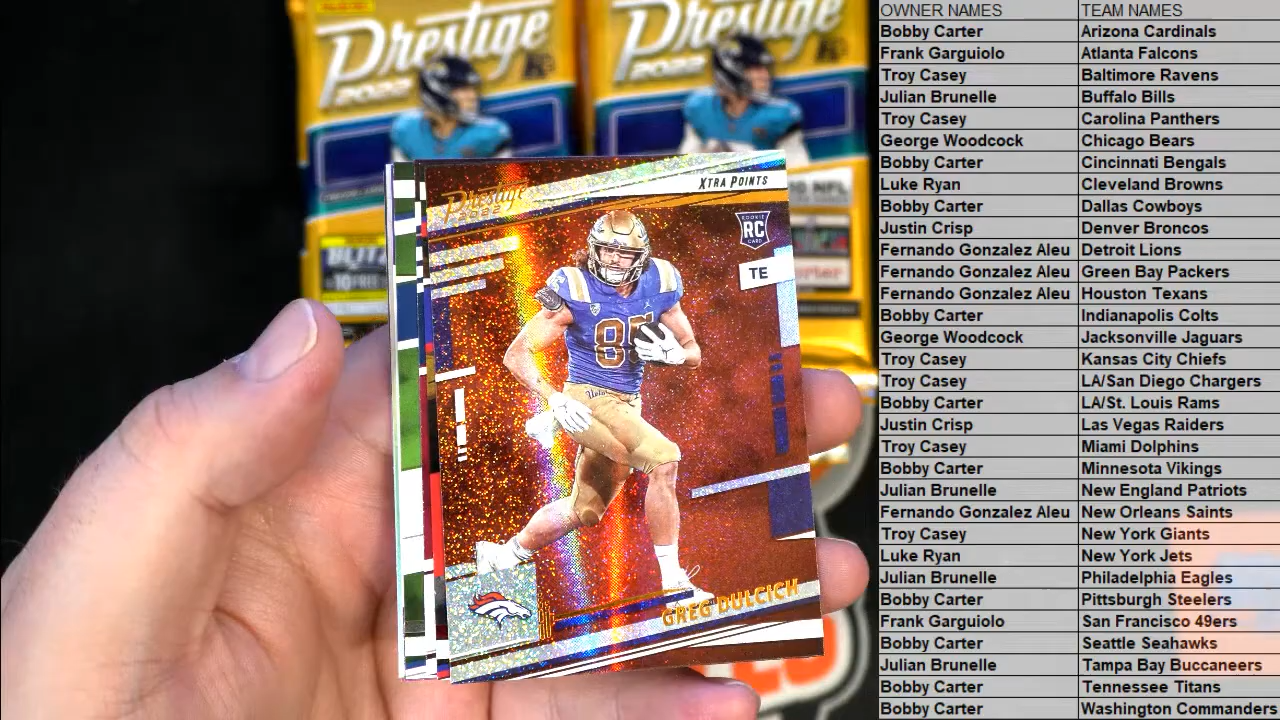 PANINI
Prestige
2022
Prestige
2022
Prestige
2022
XTRA POINTS
ROOKIE
RC
CARD
TE
85
GREG DULCICH
OWNER NAMES TEAM NAMES
Bobby Carter Arizona Cardinals
Frank Garguiolo Atlanta Falcons
Troy Casey Baltimore Ravens
Julian Brunelle Buffalo Bills
Troy Casey Carolina Panthers
George Woodcock Chicago Bears
Bobby Carter Cincinnati Bengals
Luke Ryan Cleveland Browns
Bobby Carter Dallas Cowboys
Justin Crisp Denver Broncos
Fernando Gonzalez Aleu Detroit Lions
Fernando Gonzalez Aleu Green Bay Packers
Fernando Gonzalez Aleu Houston Texans
Bobby Carter Indianapolis Colts
George Woodcock Jacksonville Jaguars
Troy Casey Kansas City Chiefs
Troy Casey LA/San Diego Chargers
Bobby Carter LA/St. Louis Rams
Justin Crisp Las Vegas Raiders
Troy Casey Miami Dolphins
Bobby Carter Minnesota Vikings
Julian Brunelle New England Patriots
Fernando Gonzalez Aleu New Orleans Saints
Troy Casey New York Giants
Luke Ryan New York Jets
Julian Brunelle Philadelphia Eagles
Bobby Carter Pittsburgh Steelers
Frank Garguiolo San Francisco 49ers
Bobby Carter Seattle Seahawks
Julian Brunelle Tampa Bay Buccaneers
Bobby Carter Tennessee Titans
Bobby Carter Washington Commanders